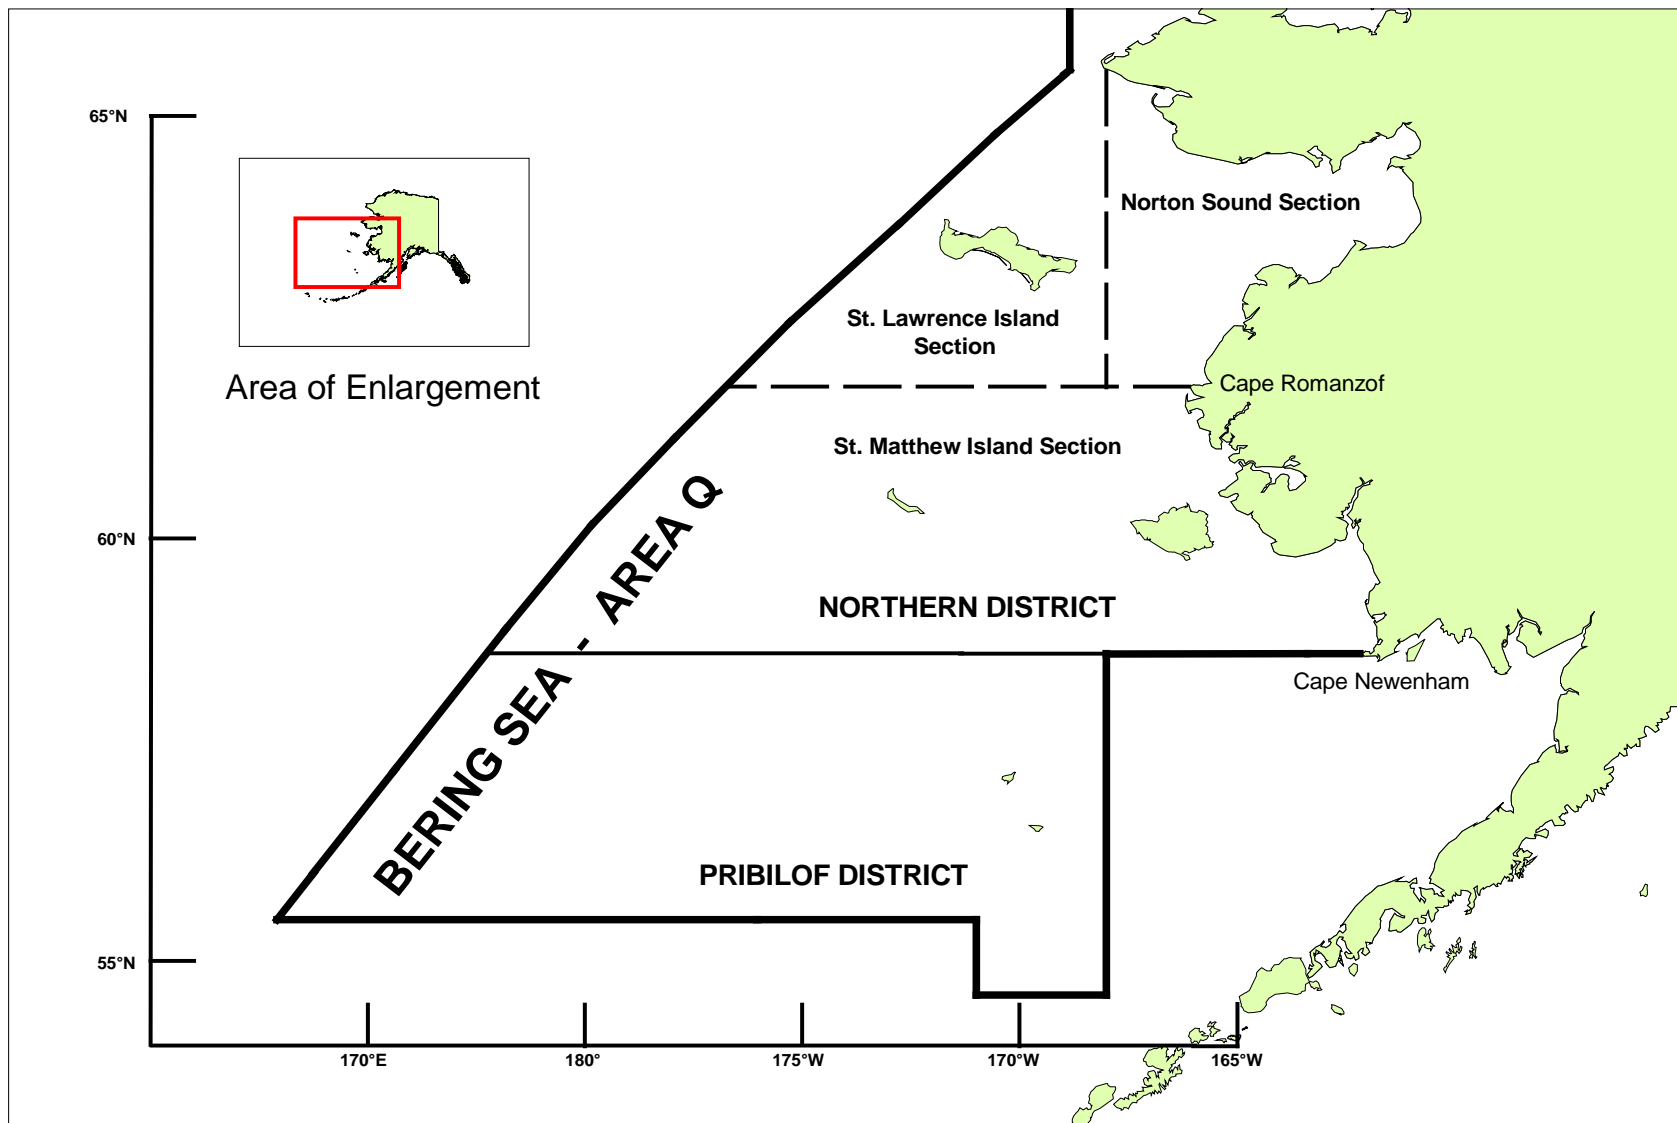 65°N
Norton Sound Section
St. Lawrence Island
Section
Area of Enlargement
Cape Romanzof
St. Matthew Island Section
BERING SEA - AREA Q
60°N
NORTHERN DISTRICT
Cape Newenham
PRIBILOF DISTRICT
55°N
170°E
180°
175°W
170°W
165°W